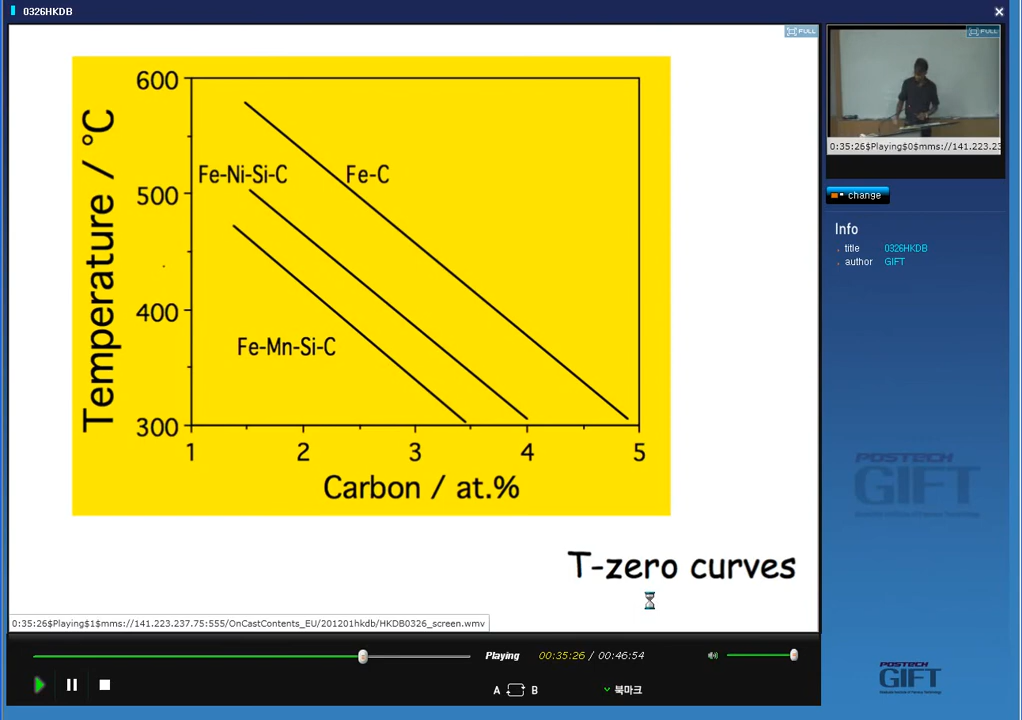 0326HKDB
FULL
FULL
600
500
400
300
Temperature / °C
Fe-Ni-Si-C
Fe-C
Fe-Mn-Si-C
1 2 3 4 5
Carbon / at.%
T-zero curves
0:35:26$Playing$1$mms://141.223.237.75:555/OnCastContents_EU/201201hkdb/HKDB0326_screen.wmv
0:35:26$Playing$0$mms://141.223.23
change
Info
title 0326HKDB
author GIFT
POSTECH
GIFT
Playing 00:35:26 / 00:46:54
A B
북마크
POSTECH
GIFT